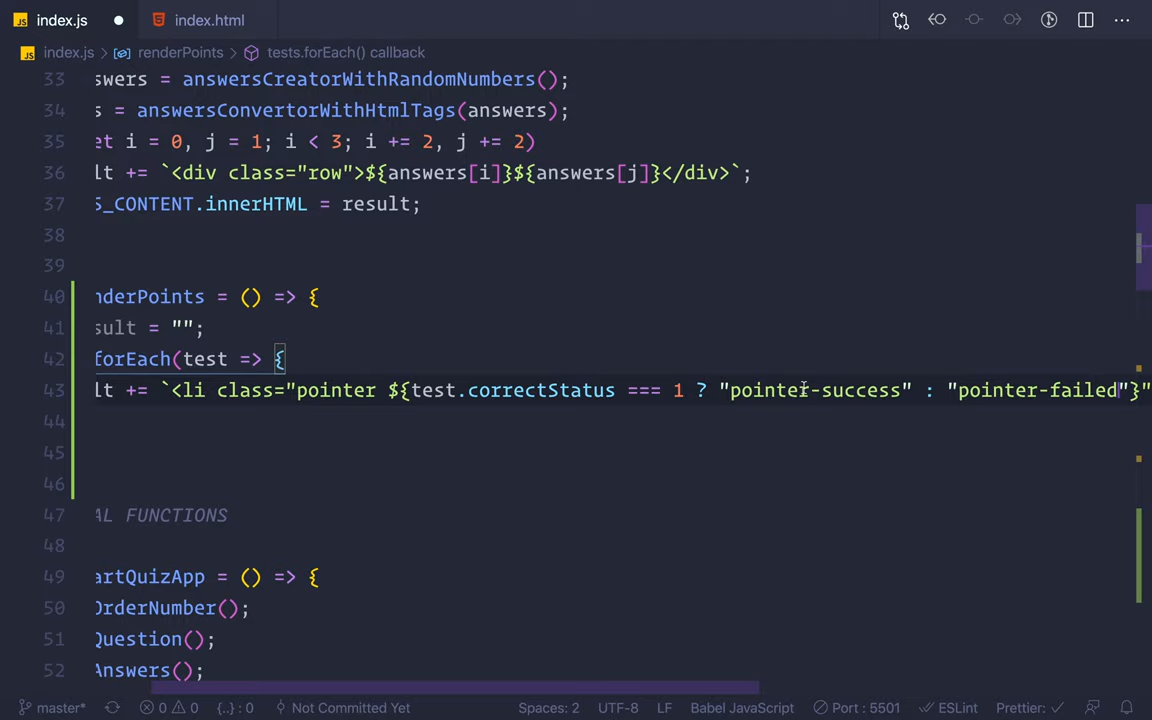 JS index.js index.html
JS index.js > renderPoints > tests.forEach() callback
33 swers = answersCreatorWithRandomNumbers();
34 s = answersConvertorWithHtmlTags(answers);
35 et i = 0, j = 1; i < 3; i += 2, j += 2)
36 lt += `<div class="row">${answers[i]}${answers[j]}</div>`;
37 S_CONTENT.innerHTML = result;
38
39
40 nderPoints = () => {
41 sult = "";
42 forEach(test => {
43 lt += `<li class="pointer ${test.correctStatus === 1 ? "pointer-success" : "pointer-failed"}"
44
45
46
47 AL FUNCTIONS
48
49 artQuizApp = () => {
50 OrderNumber();
51 Question();
52 Answers();
master* 0 0 {..} : 0 Not Committed Yet Spaces: 2 UTF-8 LF Babel JavaScript Port : 5501 ESLint Prettier: